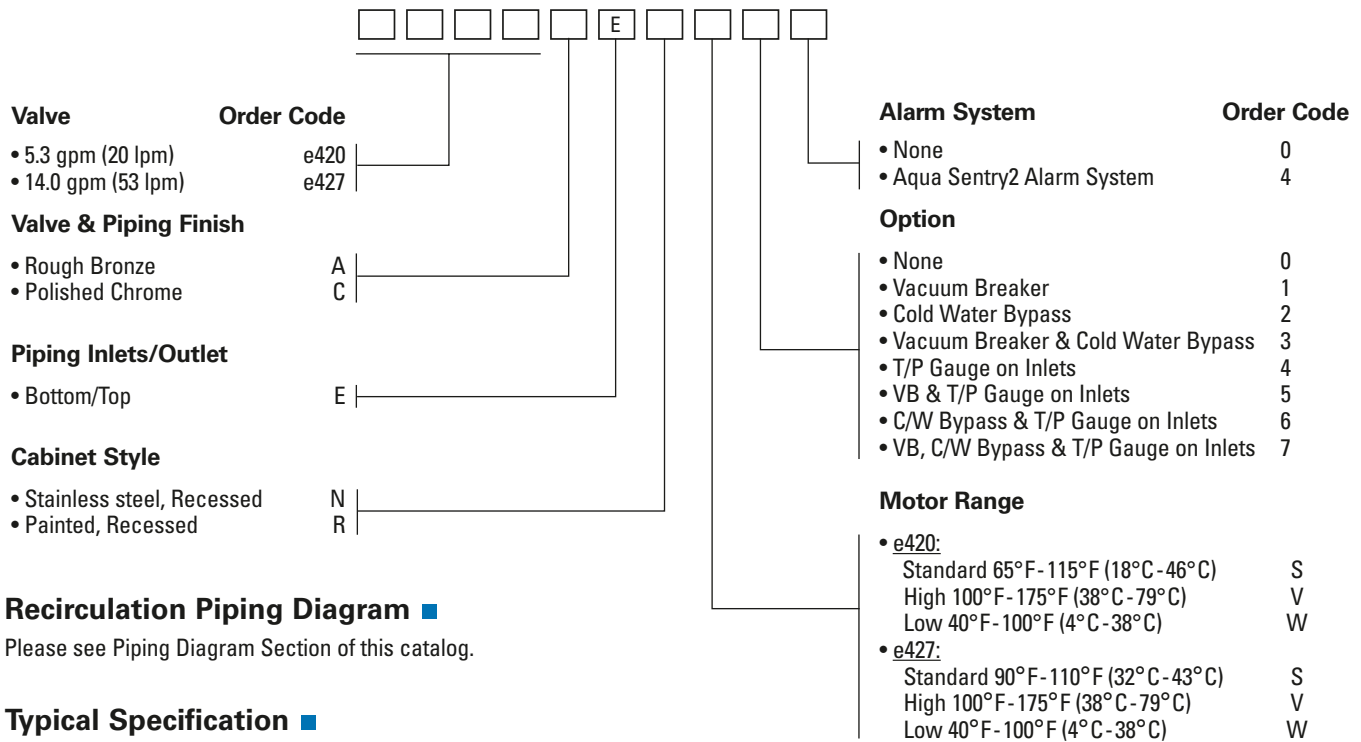 E
Valve Order Code
• 5.3 gpm (20 lpm) e420
• 14.0 gpm (53 lpm) e427
Valve & Piping Finish
• Rough Bronze A
• Polished Chrome C
Piping Inlets/Outlet
• Bottom/Top E
Cabinet Style
• Stainless steel, Recessed N
• Painted, Recessed R
Recirculation Piping Diagram
Please see Piping Diagram Section of this catalog.
Typical Specification
Alarm System Order Code
• None 0
• Aqua Sentry2 Alarm System 4
Option
• None 0
• Vacuum Breaker 1
• Cold Water Bypass 2
• Vacuum Breaker & Cold Water Bypass 3
• T/P Gauge on Inlets 4
• VB & T/P Gauge on Inlets 5
• C/W Bypass & T/P Gauge on Inlets 6
• VB, C/W Bypass & T/P Gauge on Inlets 7
Motor Range
• e420:
Standard 65°F-115°F (18°C-46°C) S
High 100°F-175°F (38°C-79°C) V
Low 40°F-100°F (4°C-38°C) W
• e427:
Standard 90°F-110°F (32°C-43°C) S
High 100°F-175°F (38°C-79°C) V
Low 40°F-100°F (4°C-38°C) W